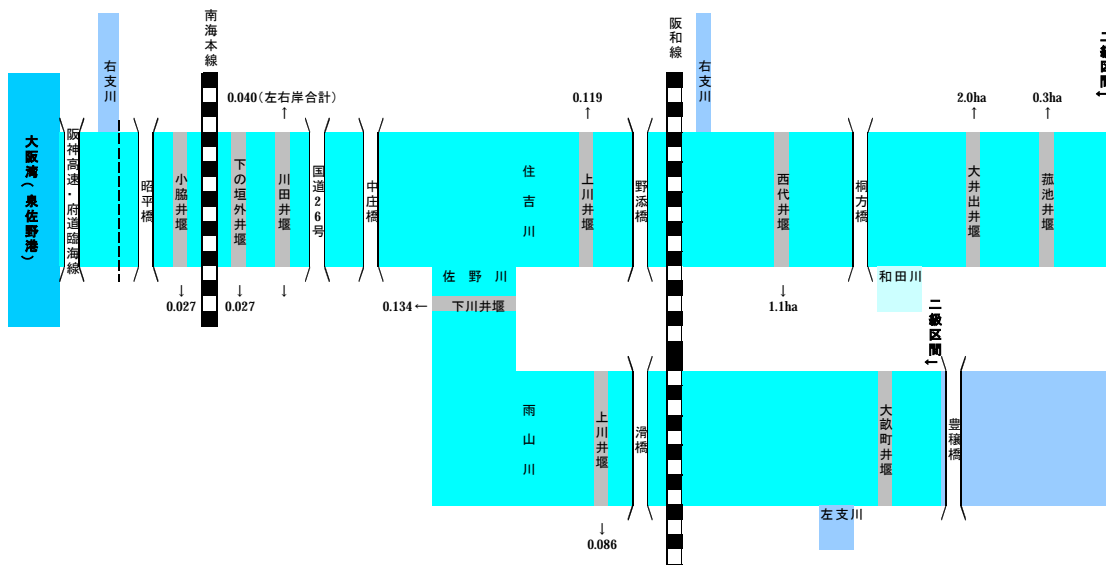 南海本線
阪和線
二級区間←
右支川
右支川
0.040(左右岸合計)
↑
0.119
↑
2.0ha
↑
0.3ha
↑
大阪湾(泉佐野港)
阪神高速・府道臨海線
昭平橋
小脇井堰
下の垣外井堰
川田井堰
国道26号
中庄橋
住吉川
上川井堰
野添橋
西代井堰
桐方橋
大井出井堰
菰池井堰
佐野川
和田川
↓
0.027
↓
0.027
↓
0.134←
下川井堰
↓
1.1ha
二級区間←
雨山川
上川井堰
滑橋
大畝町井堰
豊穣橋
左支川
↓
0.086